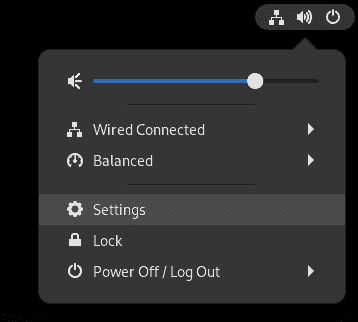 Wired Connected
Balanced
Settings
Lock
Power Off / Log Out